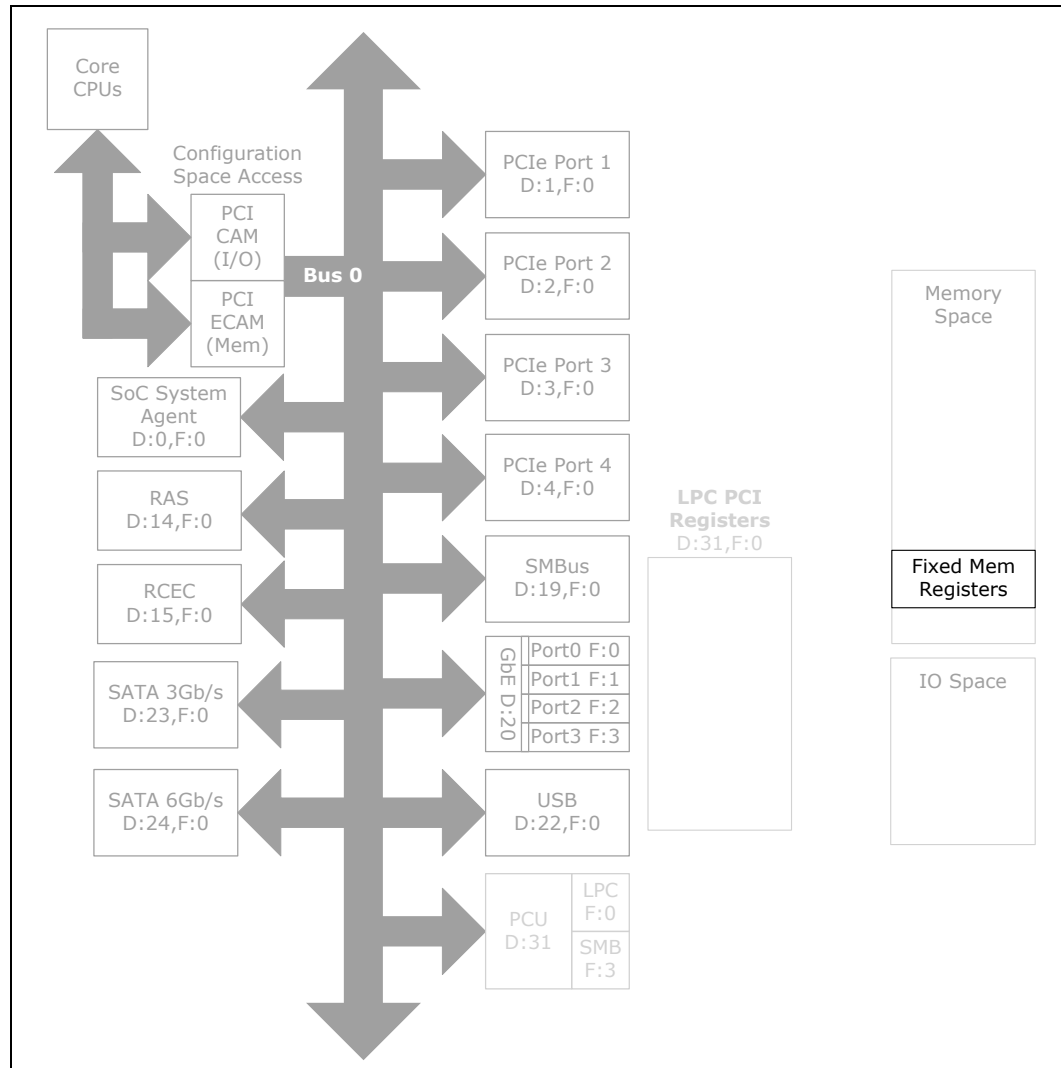 Core
CPUs
Configuration
Space Access
PCI
CAM
(I/O)
PCI
ECAM
(Mem)
Bus 0
SoC System
Agent
D:0,F:0
RAS
D:14,F:0
RCEC
D:15,F:0
SATA 3Gb/s
D:23,F:0
SATA 6Gb/s
D:24,F:0
PCIe Port 1
D:1,F:0
PCIe Port 2
D:2,F:0
PCIe Port 3
D:3,F:0
PCIe Port 4
D:4,F:0
SMBus
D:19,F:0
GbE D:20
Port0 F:0
Port1 F:1
Port2 F:2
Port3 F:3
USB
D:22,F:0
PCU
D:31
LPC
F:0
SMB
F:3
LPC PCI
Registers
D:31,F:0
Memory
Space
Fixed Mem
Registers
IO Space